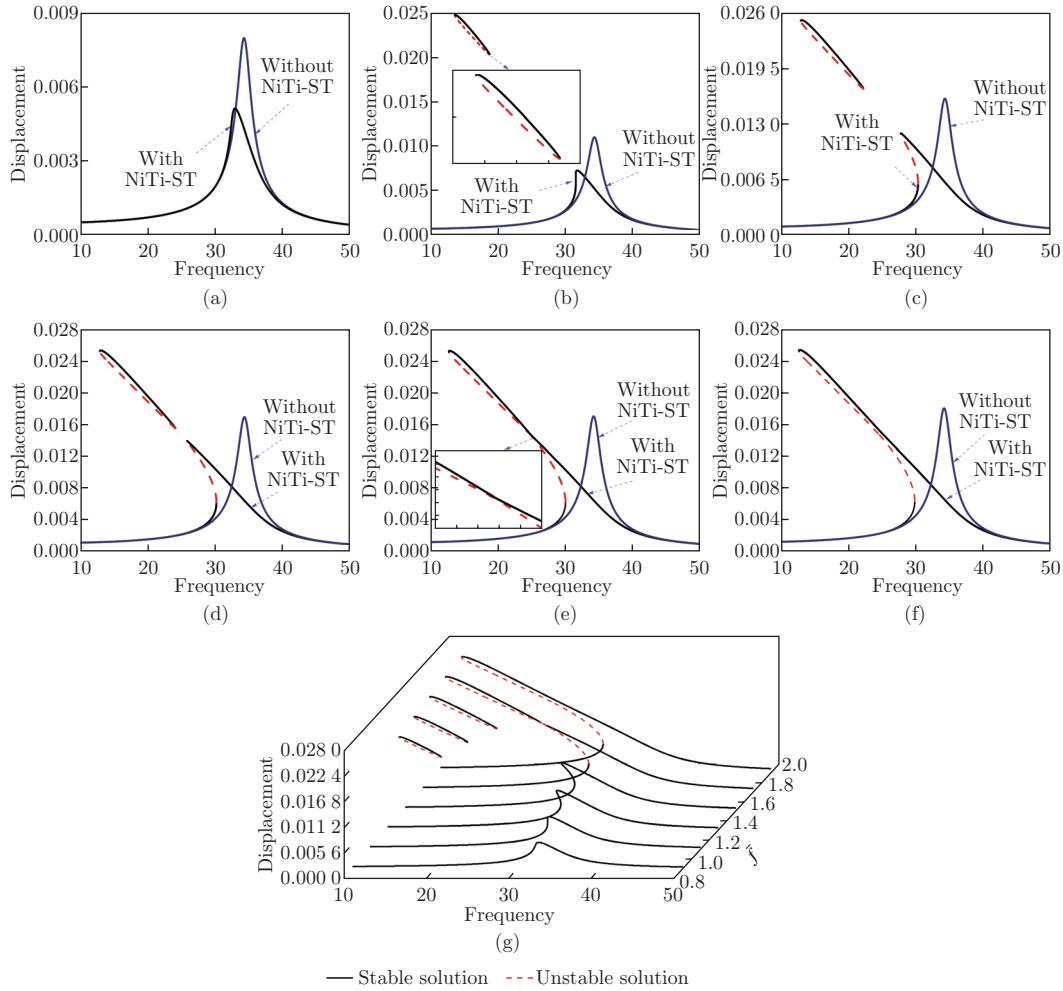 0.009
0.006
0.003
0.000
Displacement
Without
NiTi-ST
With
NiTi-ST
10 20 30 40 50
Frequency
(a)
0.025
0.020
0.015
0.010
0.005
0.000
Displacement
Without
NiTi-ST
With
NiTi-ST
10 20 30 40 50
Frequency
(b)
0.026 0
0.019 5
0.013 0
0.006 5
0.000 0
Displacement
With
NiTi-ST
Without
NiTi-ST
10 20 30 40 50
Frequency
(c)
0.028
0.024
0.020
0.016
0.012
0.008
0.004
0.000
Displacement
Without
NiTi-ST
With
NiTi-ST
10 20 30 40 50
Frequency
(d)
0.028
0.024
0.020
0.016
0.012
0.008
0.004
0.000
Displacement
Without
NiTi-ST
With
NiTi-ST
10 20 30 40 50
Frequency
(e)
0.028
0.024
0.020
0.016
0.012
0.008
0.004
0.000
Displacement
Without
NiTi-ST
With
NiTi-ST
10 20 30 40 50
Frequency
(f)
0.028 0
0.022 4
0.016 8
0.011 2
0.005 6
0.000 0
Displacement
10 20 30 40 50
Frequency
2.0
1.8
1.6
1.4
1.2
1.0
0.8
(g)
Stable solution Unstable solution